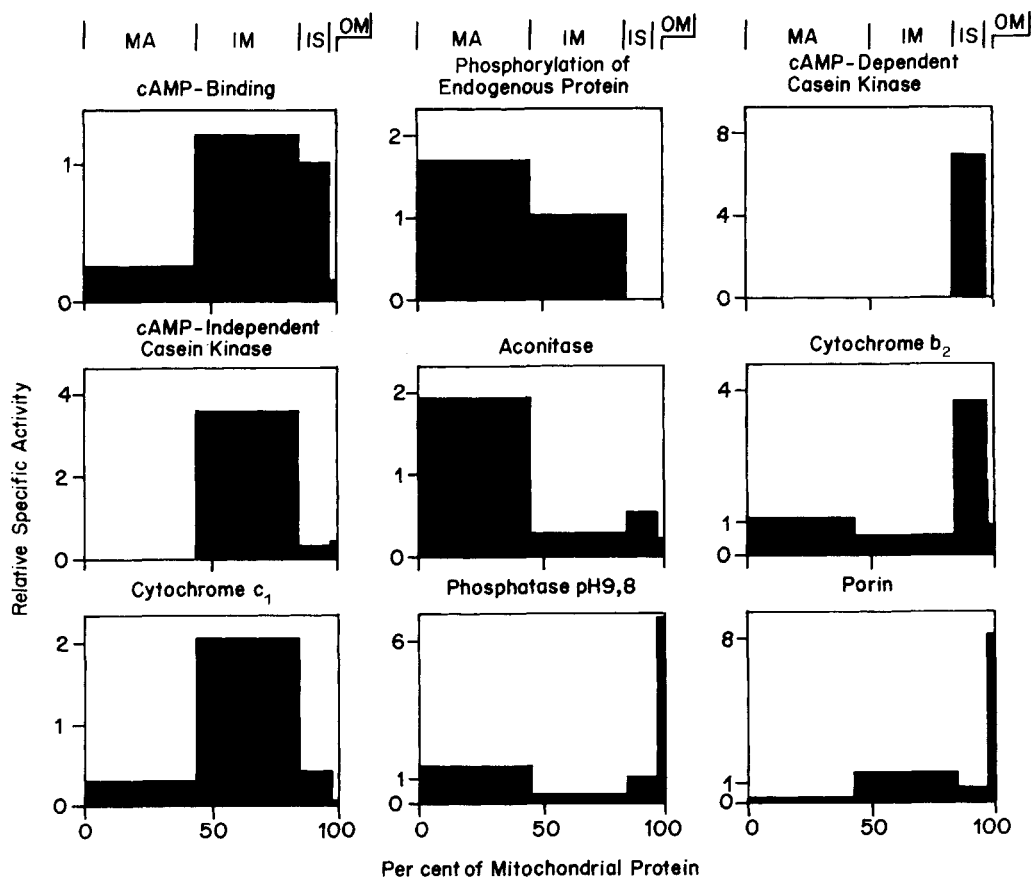 MA IM IS OM MA IM IS OM MA IM IS OM
cAMP-Binding
Phosphorylation of
Endogenous Protein
cAMP-Dependent
Casein Kinase
1
0
2
1
0
8
4
0
cAMP-Independent
Casein Kinase
Aconitase
Cytochrome b2
4
2
0
2
1
0
4
1
0
Relative Specific Activity
Cytochrome c1
Phosphatase pH9,8
Porin
2
1
0
6
1
0
8
1
0
0 50 100 0 50 100 0 50 100
Per cent of Mitochondrial Protein